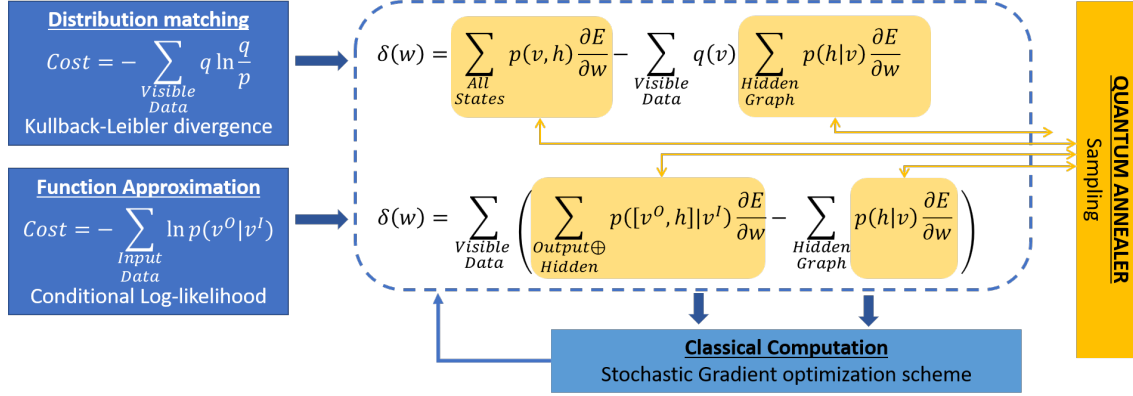 Distribution matching
Cost = − ∑_{Visible Data} q ln q/p
Kullback-Leibler divergence
Function Approximation
Cost = − ∑_{Input Data} ln p(v^O|v^I)
Conditional Log-likelihood
δ(w) = ∑_{All States} p(v, h) ∂E/∂w − ∑_{Visible Data} q(v) ∑_{Hidden Graph} p(h|v) ∂E/∂w
δ(w) = ∑_{Visible Data} ( ∑_{Output⊕ Hidden} p([v^O, h]|v^I) ∂E/∂w − ∑_{Hidden Graph} p(h|v) ∂E/∂w )
Classical Computation
Stochastic Gradient optimization scheme
QUANTUM ANNEALER
Sampling